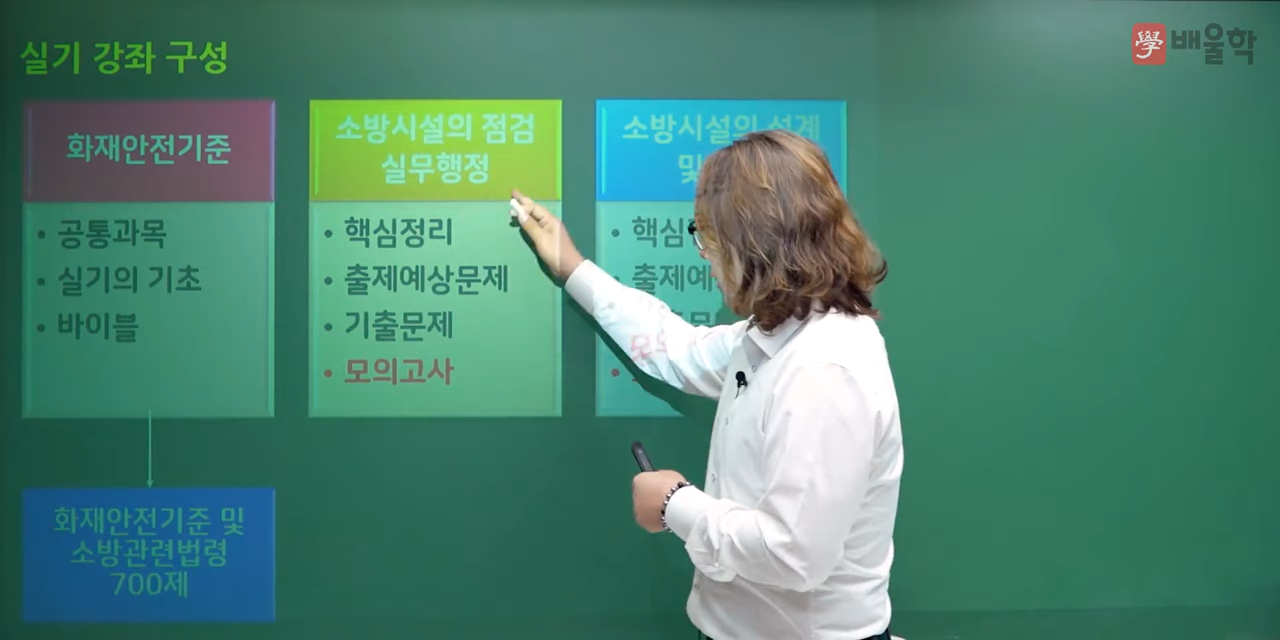 실기 강좌 구성
學 배울학
화재안전기준
• 공통과목
• 실기의 기초
• 바이블
화재안전기준 및
소방관련법령
700제
소방시설의 점검
실무행정
• 핵심정리
• 출제예상문제
• 기출문제
• 모의고사
소방시설의 설계
및
• 핵심
• 출제예